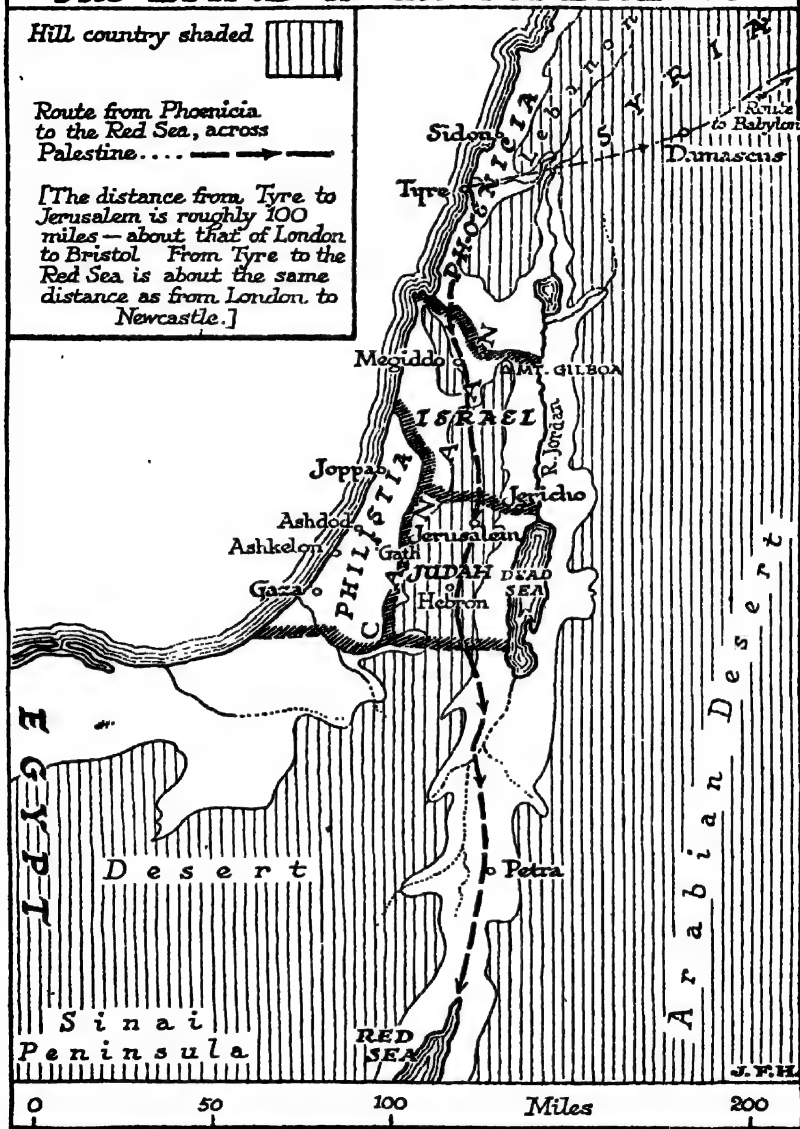 Hill country shaded
Route from Phoenicia
to the Red Sea, across
Palestine....
[The distance from Tyre to
Jerusalem is roughly 100
miles — about that of London
to Bristol From Tyre to the
Red Sea is about the same
distance as from London to
Newcastle.]
SYRIA
Lebanon
Route
to Babylon
Sidon
Damascus
PHOENICIA
Tyre
Megiddo
MT. GILBOA
CANAAN
ISRAEL
R. Jordan
Joppa
PHILISTIA
Jericho
Ashdod
Jerusalem
Ashkelon
Gath
JUDAH
DEAD
SEA
Gaza
Hebron
Arabian Desert
EGYPT
Desert
Petra
Sinai
Peninsula
RED
SEA
J.F.H.
0 50 100 Miles 200